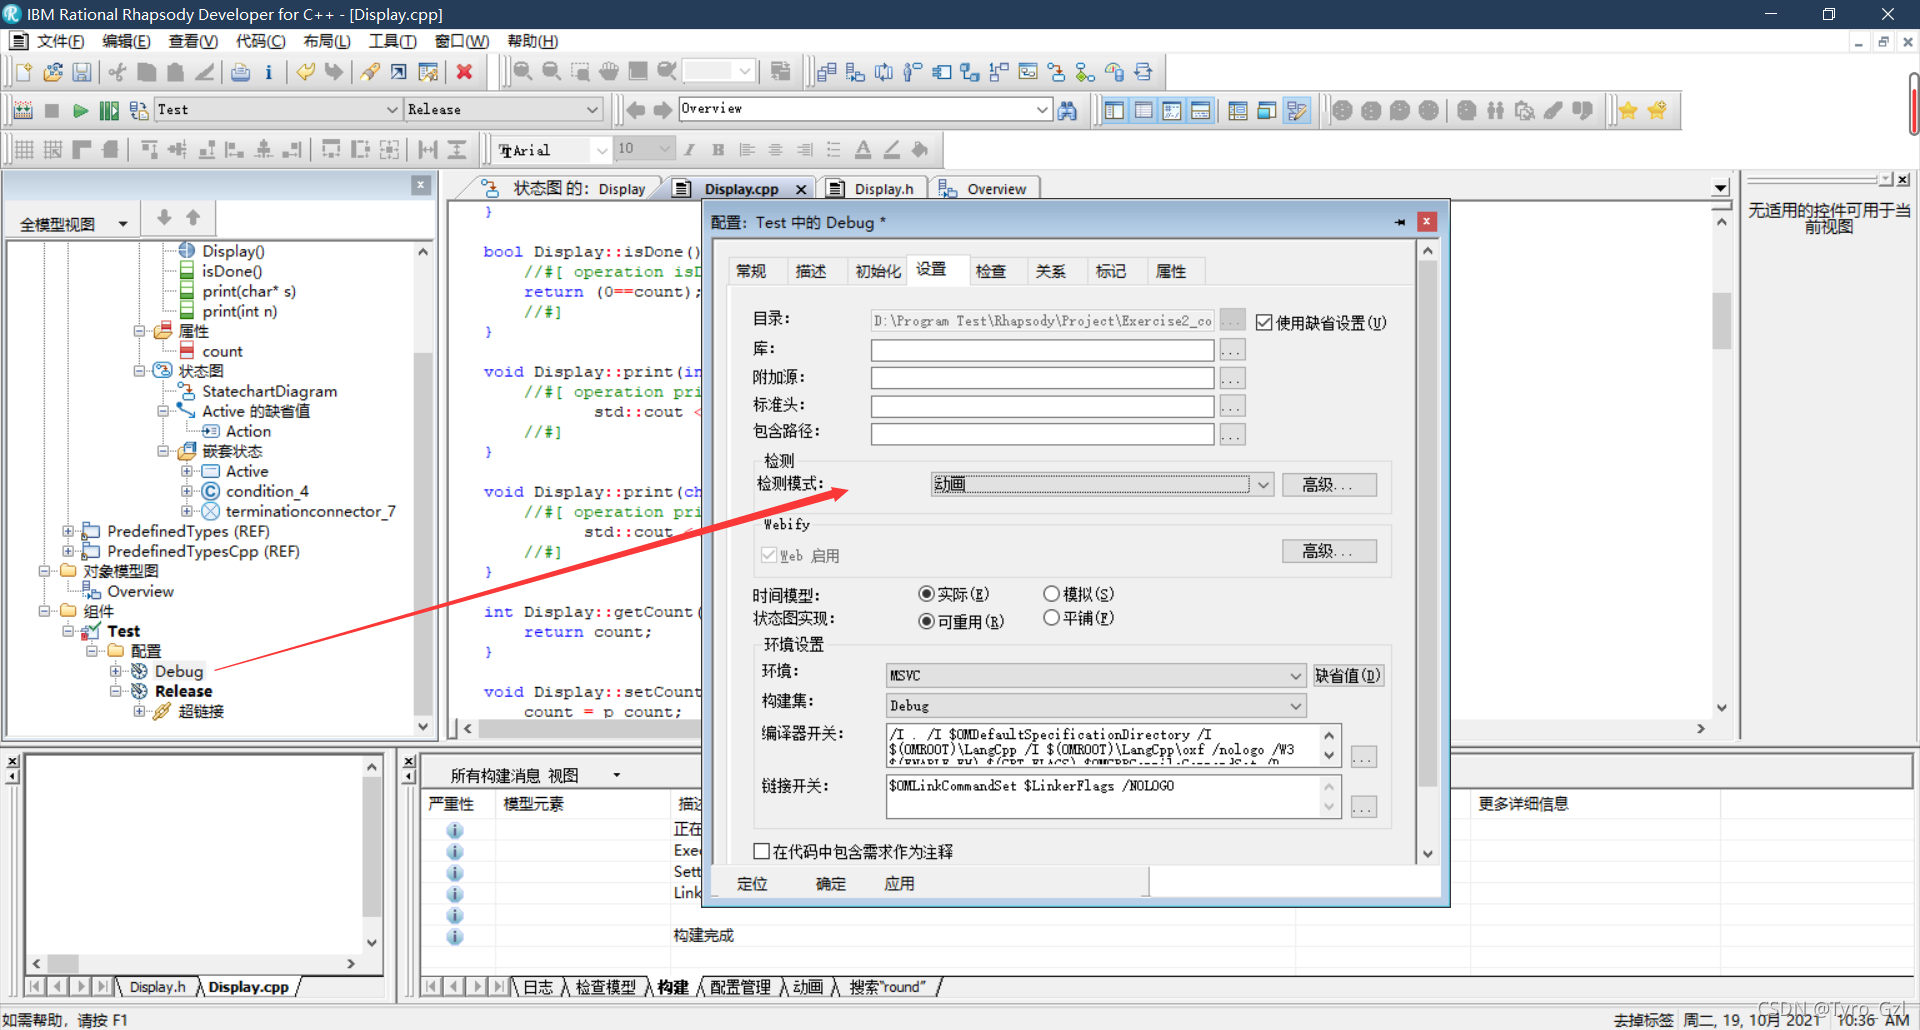 IBM Rational Rhapsody Developer for C++ - [Display.cpp]
文件(F) 编辑(E) 查看(V) 代码(C) 布局(L) 工具(T) 窗口(W) 帮助(H)
Test Release Overview
Arial 10
全模型视图
Display()
isDone()
print(char* s)
print(int n)
属性
count
状态图
StatechartDiagram
Active 的缺省值
Action
嵌套状态
Active
condition_4
terminationconnector_7
PredefinedTypes (REF)
PredefinedTypesCpp (REF)
对象模型图
Overview
组件
Test
配置
Debug
Release
超链接
状态图 的: Display Display.cpp Display.h Overview
}
bool Display::isDone()
//#[ operation isD
return (0==count);
//#]
}
void Display::print(in
//#[ operation pri
std::cout <
//#]
}
void Display::print(ch
//#[ operation pri
std::cout <
//#]
}
int Display::getCount(
return count;
}
void Display::setCount
count = p_count;
无适用的控件可用于当
前视图
配置: Test 中的 Debug *
常规 描述 初始化 设置 检查 关系 标记 属性
目录: D:\Program Test\Rhapsody\Project\Exercise2_co ... 使用缺省设置(U)
库: ...
附加源: ...
标准头: ...
包含路径: ...
检测
检测模式: 动画 高级...
Webify
Web 启用 高级...
时间模型: 实际(E) 模拟(S)
状态图实现: 可重用(R) 平铺(F)
环境设置
环境: MSVC 缺省值(D)
构建集: Debug
编译器开关: /I . /I $OMDefaultSpecificationDirectory /I
$(OMROOT)\LangCpp /I $(OMROOT)\LangCpp\oxf /nologo /W3
...
链接开关: $OMLinkCommandSet $LinkerFlags /NOLOGO
...
在代码中包含需求作为注释
定位 确定 应用
Display.h Display.cpp
所有构建消息 视图
严重性 模型元素 描述 更多详细信息
正在
Exec
Sett
Link
构建完成
日志 检查模型 构建 配置管理 动画 搜索"round"
如需帮助，请按 F1
去掉标签 周二, 19, 10月 2021 10:36 AM
CSDN @Tyro_Gzl